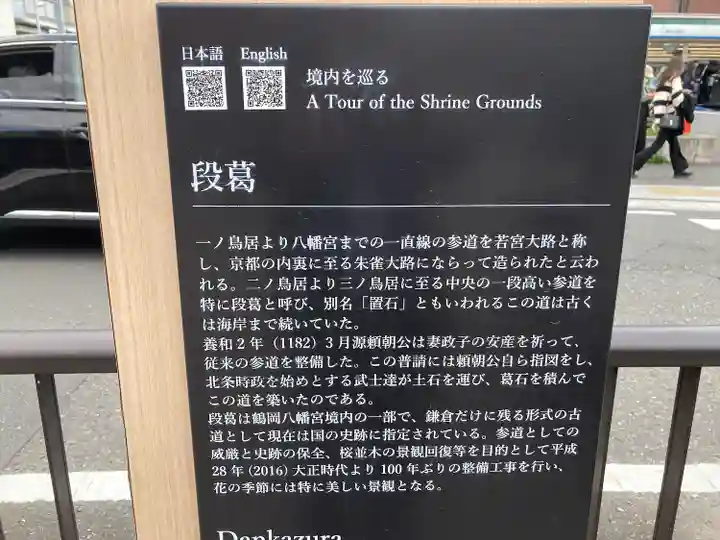 日本語 English
境内を巡る
A Tour of the Shrine Grounds
段葛
一ノ鳥居より八幡宮までの一直線の参道を若宮大路と称
し、京都の内裏に至る朱雀大路にならって造られたと云わ
れる。二ノ鳥居より三ノ鳥居に至る中央の一段高い参道を
特に段葛と呼び、別名「置石」ともいわれるこの道は古く
は海岸まで続いていた。
養和2年（1182）3月源頼朝公は妻政子の安産を祈って、
従来の参道を整備した。この普請には頼朝公自ら指図をし、
北条時政を始めとする武士達が土石を運び、葛石を積んで
この道を築いたのである。
段葛は鶴岡八幡宮境内の一部で、鎌倉だけに残る形式の古
道として現在は国の史跡に指定されている。参道としての
威厳と史跡の保全、桜並木の景観回復等を目的として平成
28年(2016)大正時代より100年ぶりの整備工事を行い、
花の季節には特に美しい景観となる。
Dankazura